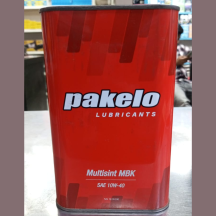 pakelo
LUBRICANTS
Multisint MBK
SAE 10W-40